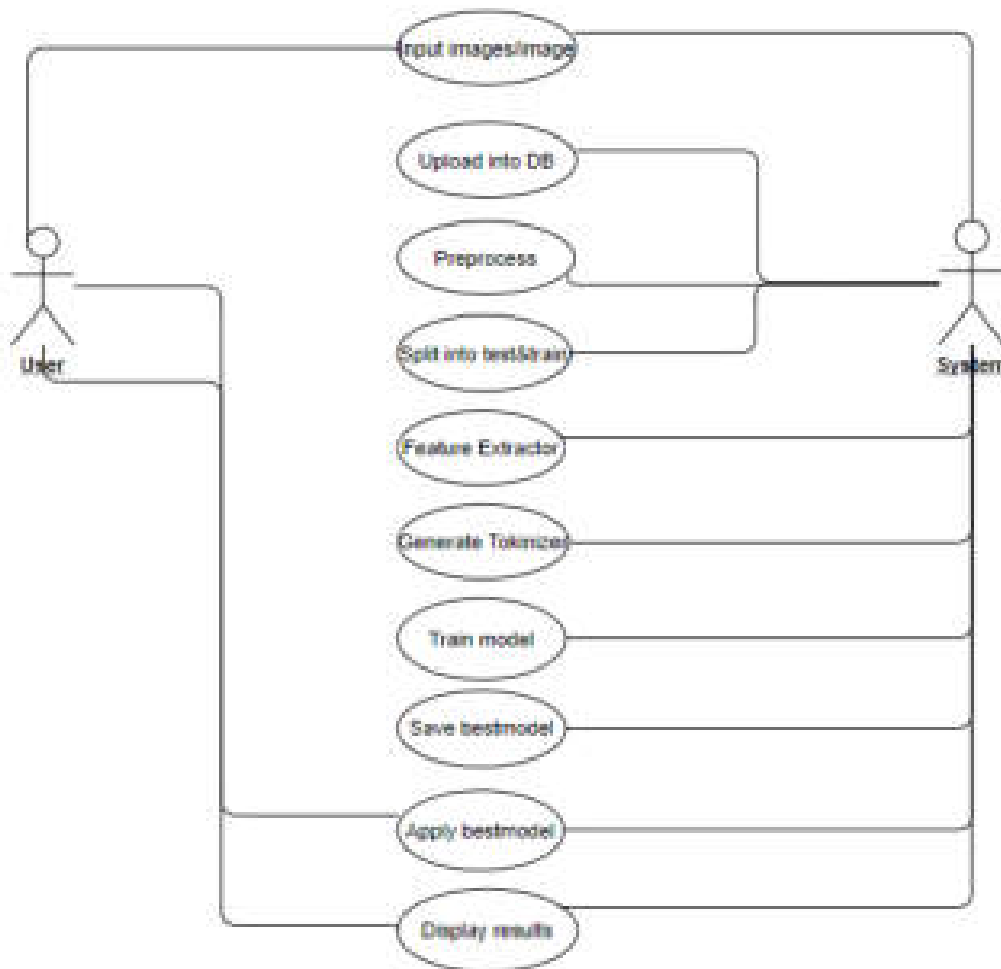 Input images/image
Upload into DB
Preprocess
Split into test&train
User
System
Feature Extractor
Generate Tokinizer
Train model
Save bestmodel
Apply bestmodel
Display results